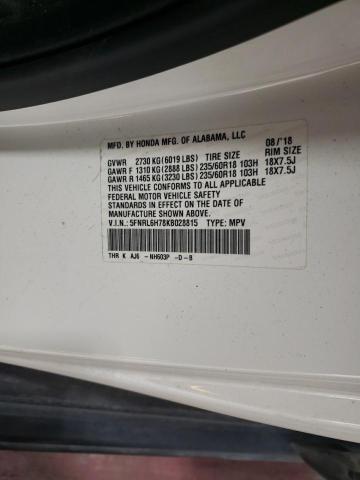 MFD. BY HONDA MFG. OF ALABAMA, LLC 08/'18
GVWR 2730 KG (6019 LBS) TIRE SIZE RIM SIZE
GAWR F 1310 KG (2888 LBS) 235/60R18 103H 18X7.5J
GAWR R 1465 KG (3230 LBS) 235/60R18 103H 18X7.5J
THIS VEHICLE CONFORMS TO ALL APPLICABLE
FEDERAL MOTOR VEHICLE SAFETY
STANDARDS IN EFFECT ON THE DATE OF
MANUFACTURE SHOWN ABOVE.
V.I.N.: 5FNRL6H78KB028815 TYPE: MPV
THR K AJ6 -NH603P -D-B